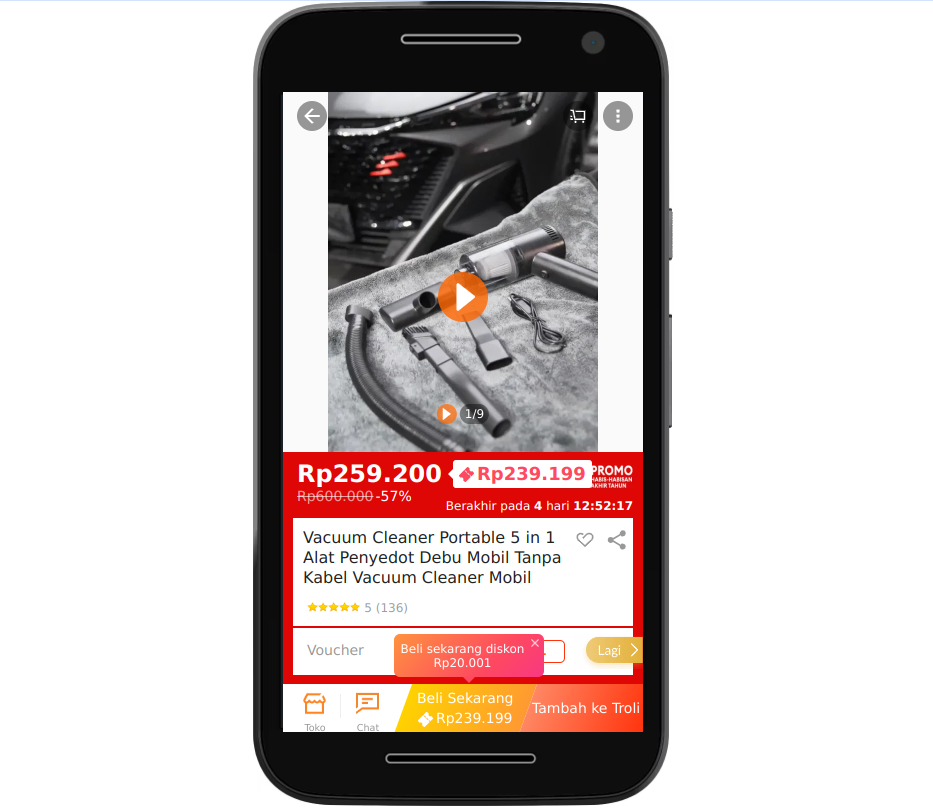 1/9
Rp259.200
Rp239.199
PROMO
HABIS-HABISAN
AKHIR TAHUN
Rp600.000 -57%
Berakhir pada 4 hari 12:52:17
Vacuum Cleaner Portable 5 in 1
Alat Penyedot Debu Mobil Tanpa
Kabel Vacuum Cleaner Mobil
5 (136)
Voucher
Beli sekarang diskon
Rp20.001
Lagi
Toko
Chat
Beli Sekarang
Rp239.199
Tambah ke Troli